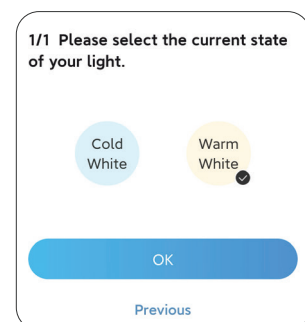 1/1 Please select the current state
of your light.
Cold
White
Warm
White
OK
Previous